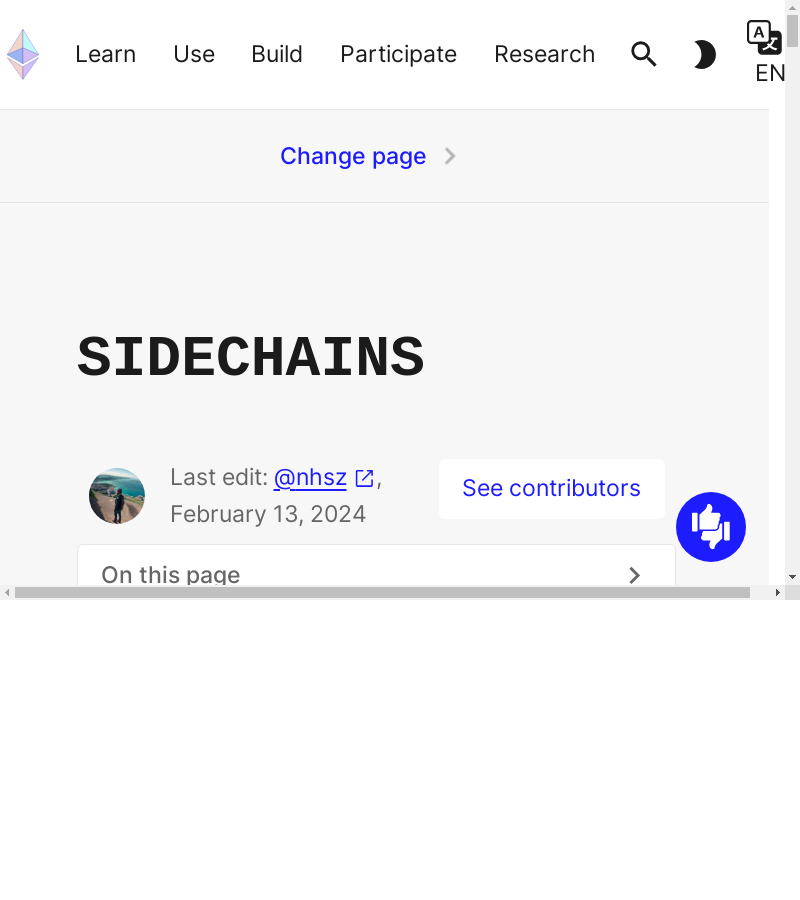 Learn Use Build Participate Research
A 文
EN
Change page
SIDECHAINS
Last edit: @nhsz ,
February 13, 2024
See contributors
On this page